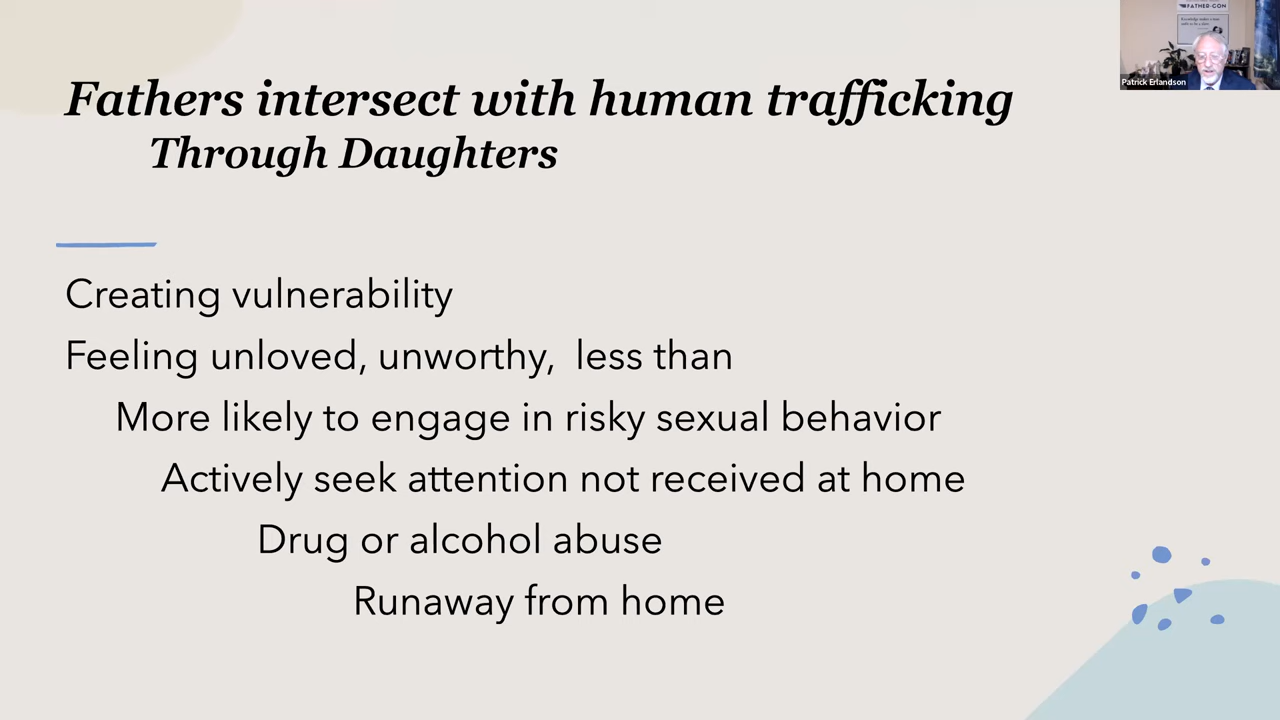 Fathers intersect with human trafficking
Through Daughters
Creating vulnerability
Feeling unloved, unworthy,  less than
More likely to engage in risky sexual behavior
Actively seek attention not received at home
Drug or alcohol abuse
Runaway from home
FATHER-CON
Patrick Erlandson